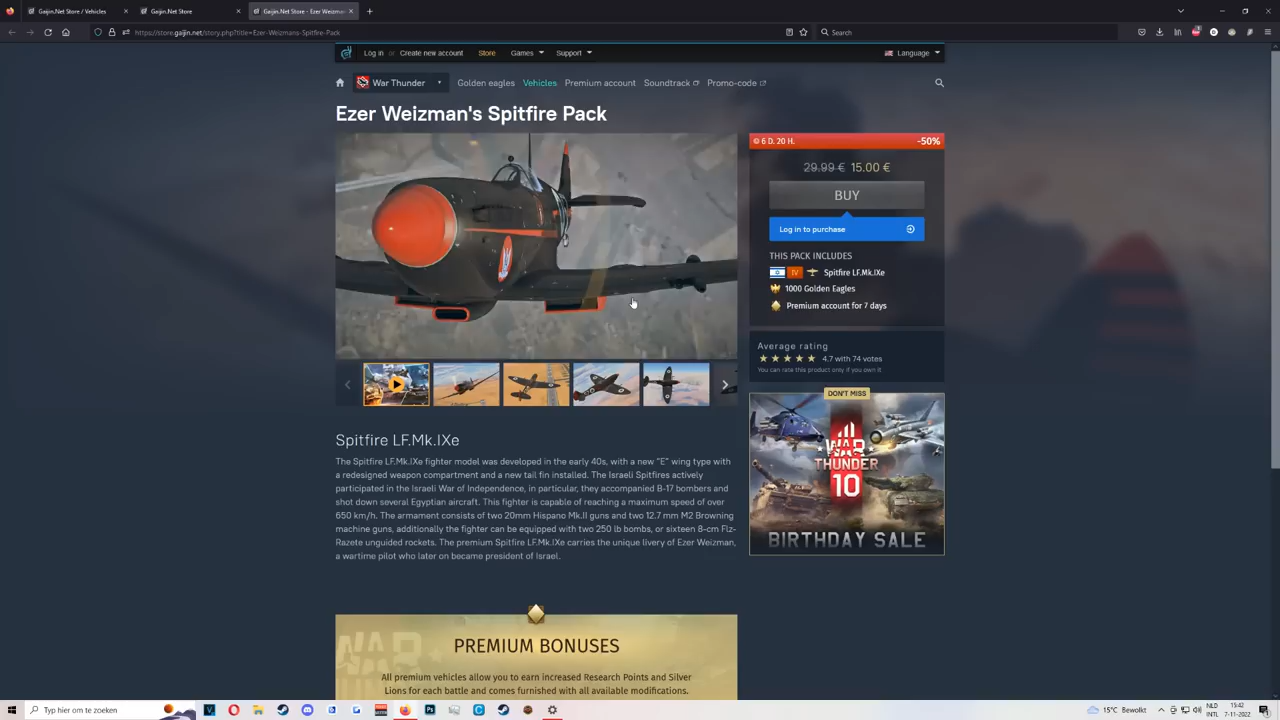 Gaijin.Net Store / Vehicles
Gaijin.Net Store
Gaijin.Net Store - Ezer Weizman
https://store.gaijin.net/story.php?title=Ezer-Weizmans-Spitfire-Pack
Search
Log in or Create new account Store Games Support Language
War Thunder Golden eagles Vehicles Premium account Soundtrack Promo-code
Ezer Weizman's Spitfire Pack
6 D. 20 H. -50%
29.99 € 15.00 €
BUY
Log in to purchase
THIS PACK INCLUDES
IV Spitfire LF.Mk.IXe
1000 Golden Eagles
Premium account for 7 days
Average rating
4.7 with 74 votes
You can rate this product only if you own it
DON'T MISS
WAR
THUNDER
10
BIRTHDAY SALE
Spitfire LF.Mk.IXe
The Spitfire LF.Mk.IXe fighter model was developed in the early 40s, with a new "E" wing type with
a redesigned weapon compartment and a new tail fin installed. The Israeli Spitfires actively
participated in the Israeli War of Independence, in particular, they accompanied B-17 bombers and
shot down several Egyptian aircraft. This fighter is capable of reaching a maximum speed of over
650 km/h. The armament consists of two 20mm Hispano Mk.II guns and two 12.7 mm M2 Browning
machine guns, additionally the fighter can be equipped with two 250 lb bombs, or sixteen 8-cm Flz-
Razete unguided rockets. The premium Spitfire LF.Mk.IXe carries the unique livery of Ezer Weizman,
a wartime pilot who later on became president of Israel.
PREMIUM BONUSES
All premium vehicles allow you to earn increased Research Points and Silver
Lions for each battle and comes furnished with all available modifications.
Typ hier om te zoeken
15°C Bewolkt
NLD
INTL
15:42
7-11-2022